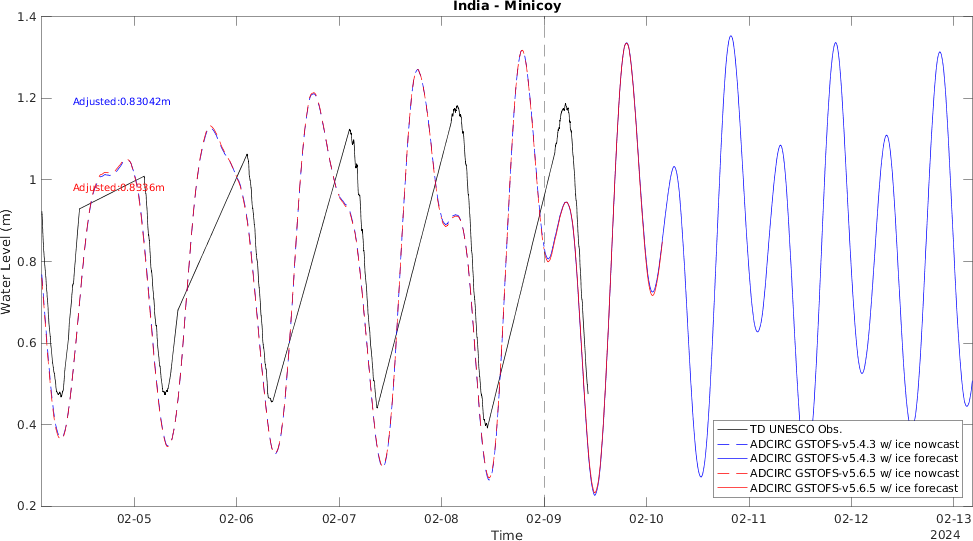 India - Minicoy
1.4
1.2
1
0.8
0.6
0.4
0.2
Water Level (m)
Adjusted:0.83042m
Adjusted:0.8336m
TD UNESCO Obs.
ADCIRC GSTOFS-v5.4.3 w/ ice nowcast
ADCIRC GSTOFS-v5.4.3 w/ ice forecast
ADCIRC GSTOFS-v5.6.5 w/ ice nowcast
ADCIRC GSTOFS-v5.6.5 w/ ice forecast
02-05 02-06 02-07 02-08 02-09 02-10 02-11 02-12 02-13
Time 2024